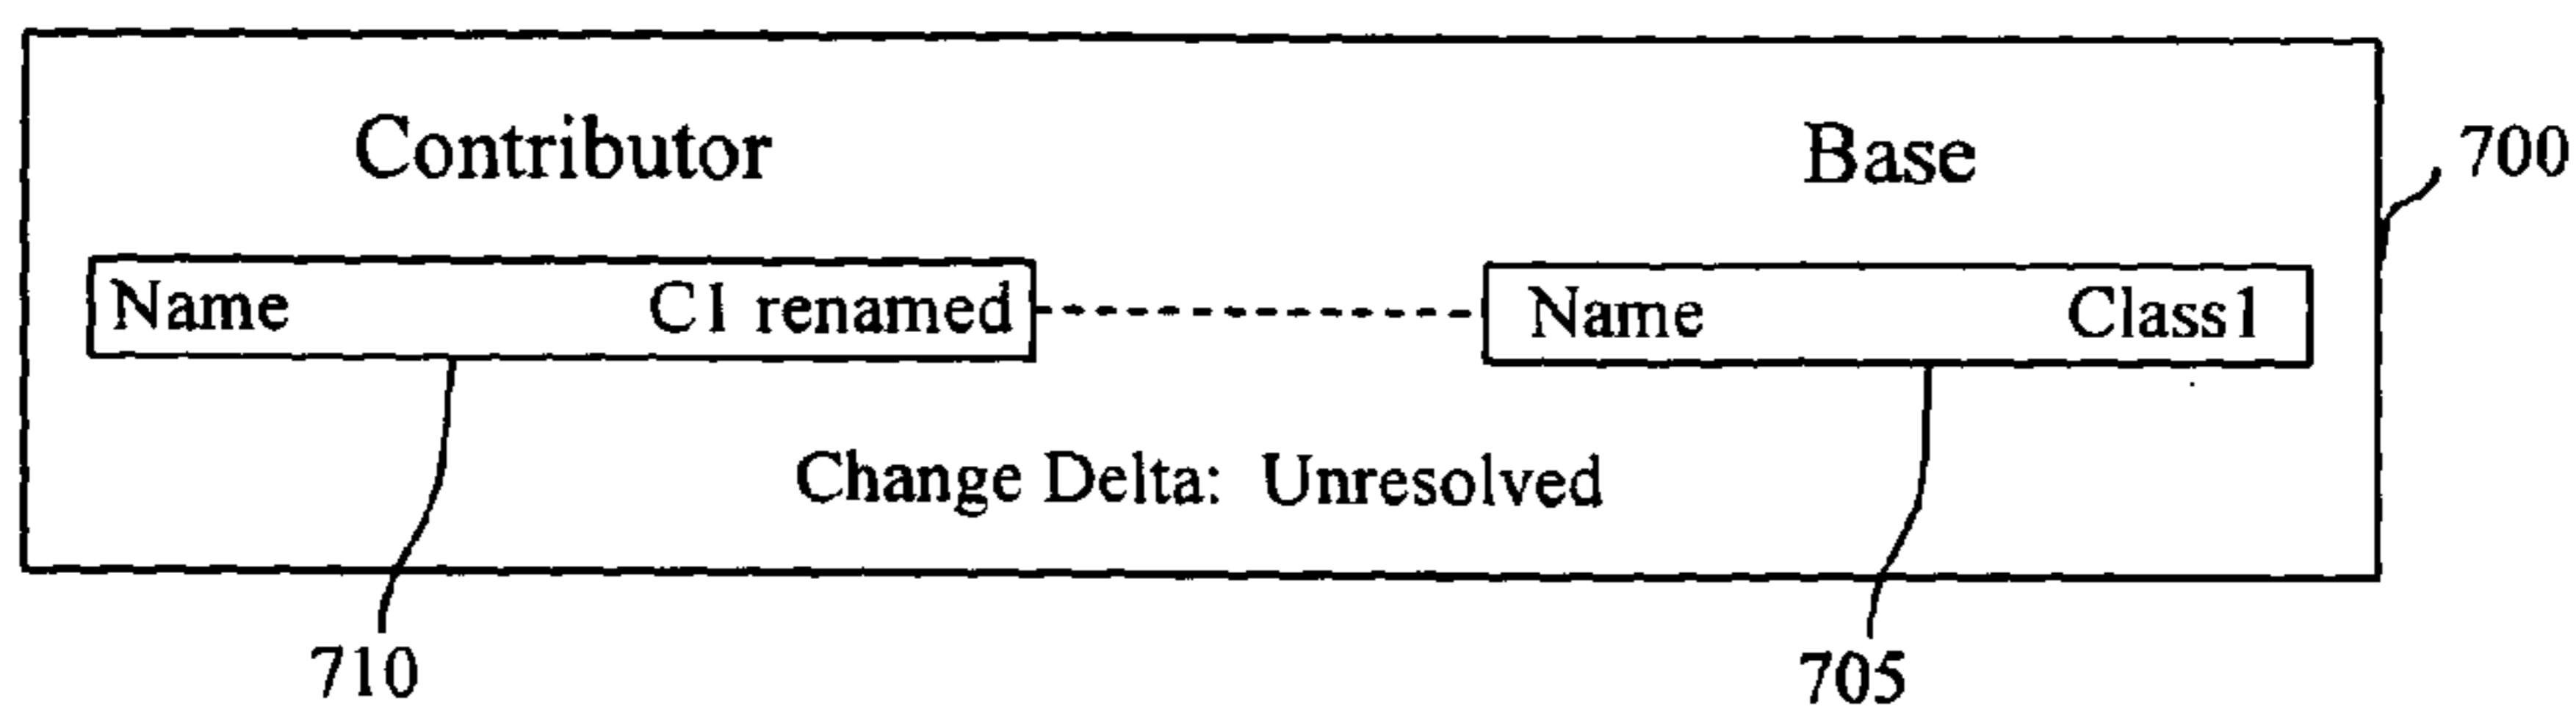 Contributor Base
700
Name C1 renamed Name Class1
Change Delta: Unresolved
710 705